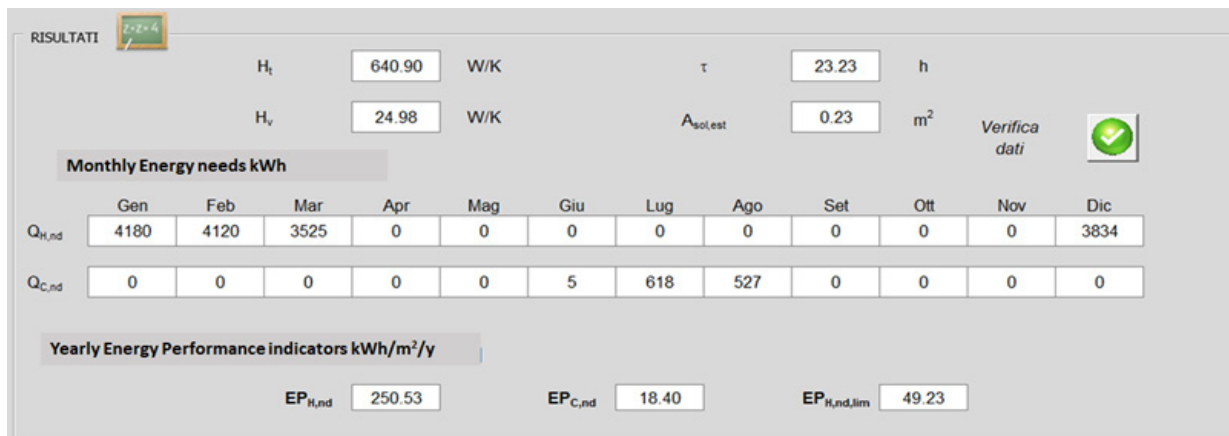 RISULTATI 2+2=4
Ht 640.90 W/K τ 23.23 h
Hv 24.98 W/K Asol,est 0.23 m² Verifica dati
Monthly Energy needs kWh
Gen Feb Mar Apr Mag Giu Lug Ago Set Ott Nov Dic
QH,nd 4180 4120 3525 0 0 0 0 0 0 0 0 3834
QC,nd 0 0 0 0 0 5 618 527 0 0 0 0
Yearly Energy Performance indicators kWh/m²/y
EPH,nd 250.53 EPC,nd 18.40 EPH,nd,lim 49.23